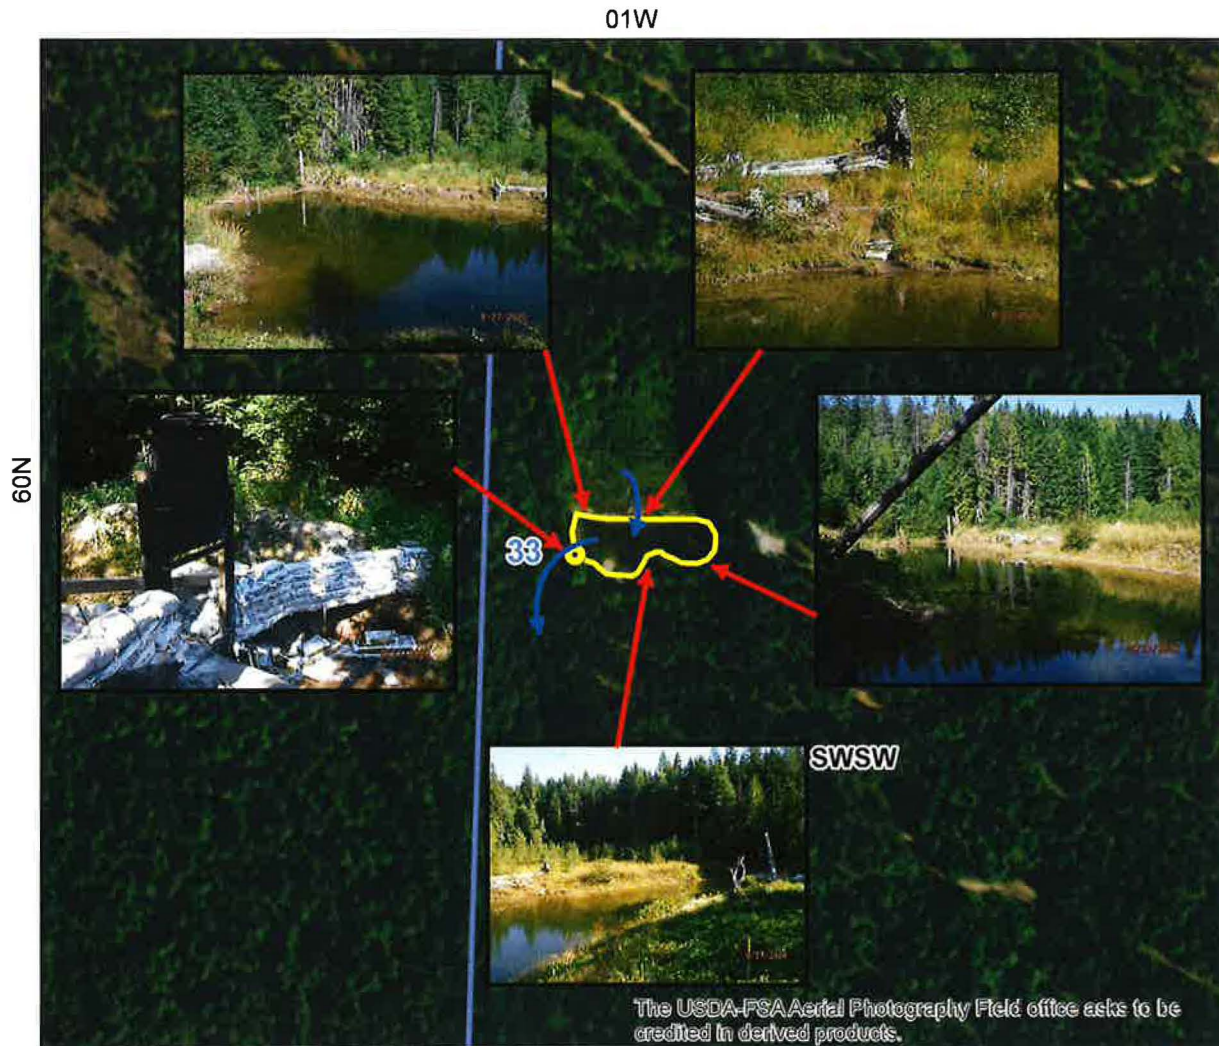 01W
60N
33
SWSW
The USDA-FSA Aerial Photography Field office asks to be
credited in derived products.